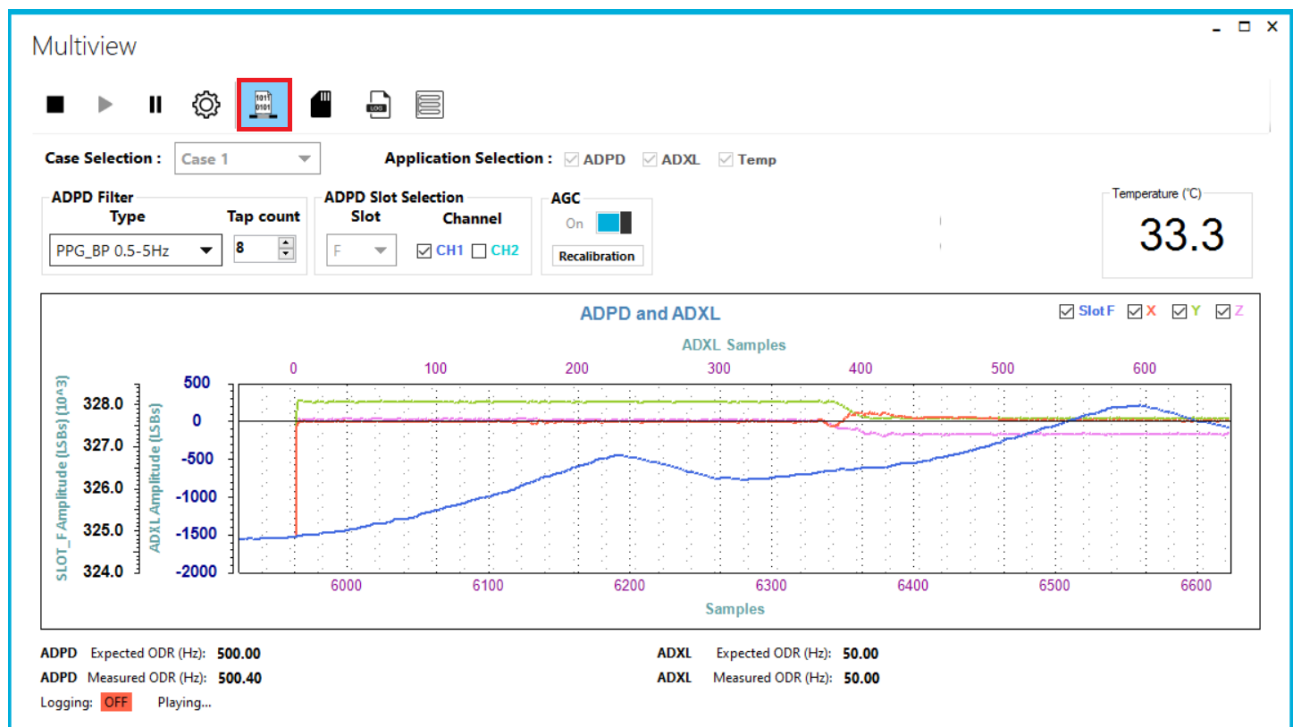 Multiview
1011
0101
LOG
Case Selection : Case 1 Application Selection : ADPD ADXL Temp
ADPD Filter ADPD Slot Selection AGC Temperature (°C)
Type Tap count Slot Channel On 33.3
PPG_BP 0.5-5Hz 8 F CH1 CH2 Recalibration
ADPD and ADXL Slot F X Y Z
ADXL Samples
0 100 200 300 400 500 600
SLOT_F Amplitude (LSBs) (10^3)
328.0
327.0
326.0
325.0
324.0
ADXL Amplitude (LSBs)
500
0
-500
-1000
-1500
-2000
6000 6100 6200 6300 6400 6500 6600
Samples
ADPD Expected ODR (Hz): 500.00 ADXL Expected ODR (Hz): 50.00
ADPD Measured ODR (Hz): 500.40 ADXL Measured ODR (Hz): 50.00
Logging: OFF Playing...